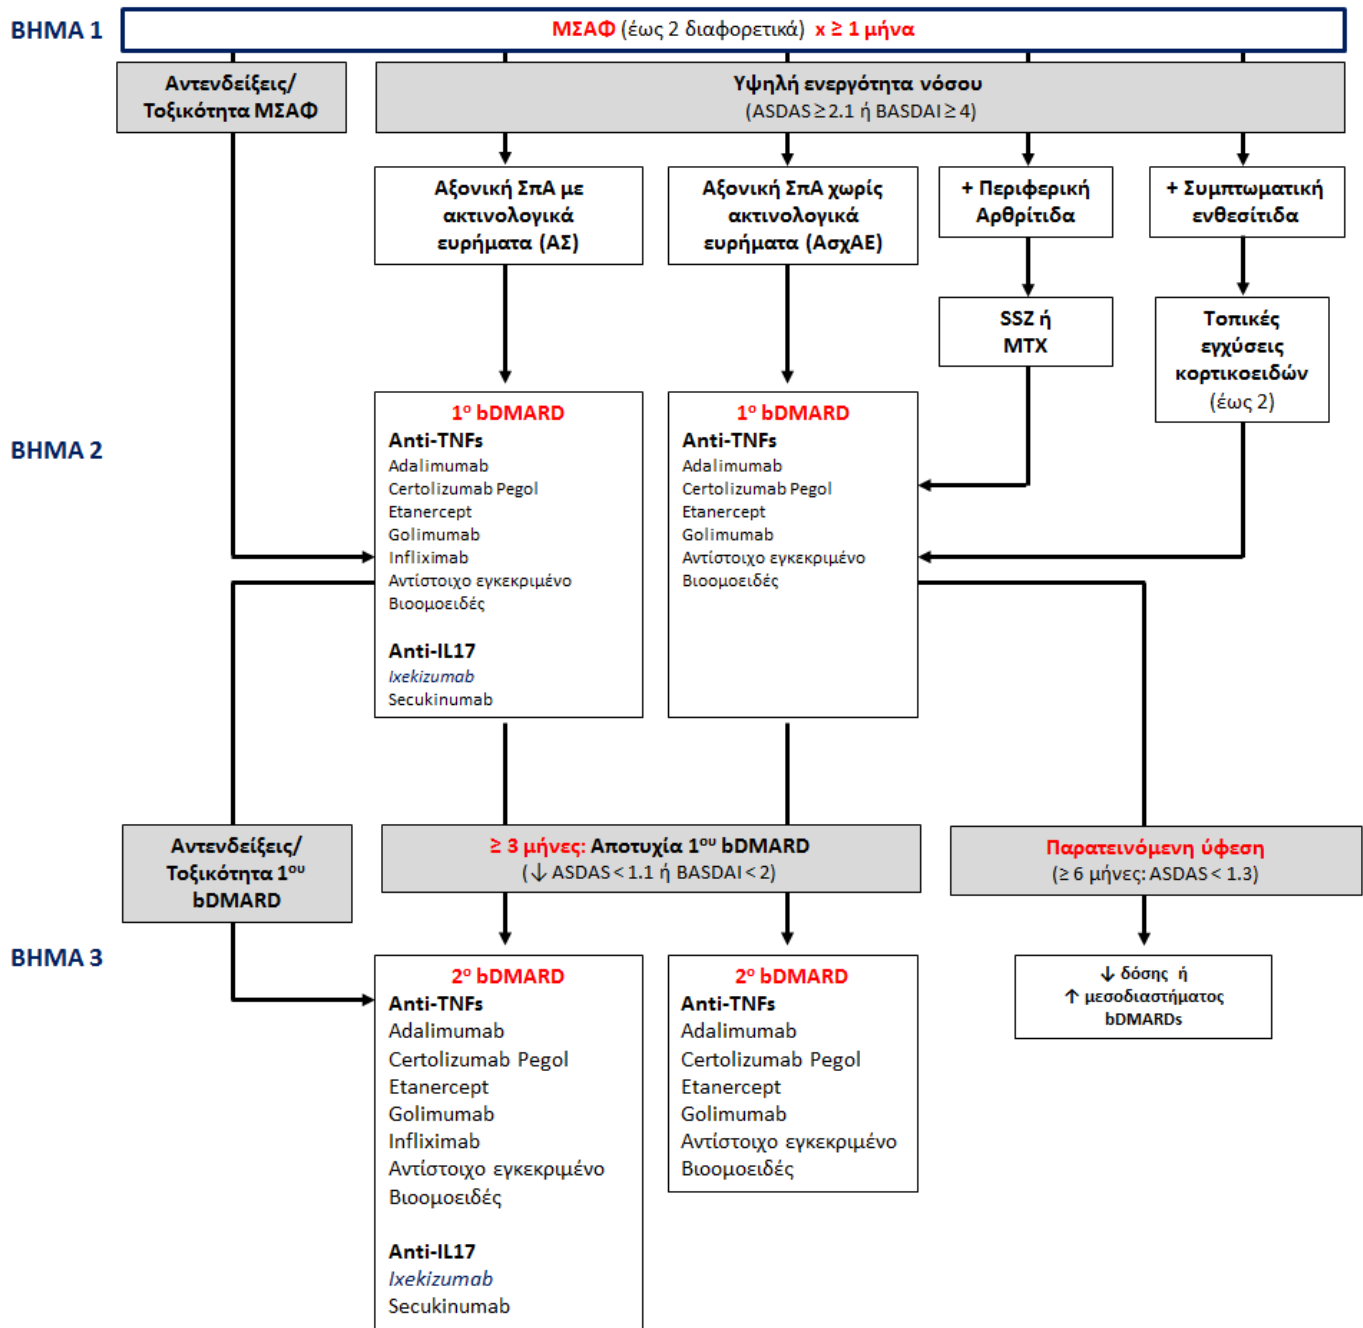 ΒΗΜΑ 1
ΜΣΑΦ (έως 2 διαφορετικά) x ≥ 1 μήνα
Αντενδείξεις/
Τοξικότητα ΜΣΑΦ
Υψηλή ενεργότητα νόσου
(ASDAS ≥ 2.1 ή BASDAI ≥ 4)
Αξονική ΣπΑ με
ακτινολογικά
ευρήματα (ΑΣ)
Αξονική ΣπΑ χωρίς
ακτινολογικά
ευρήματα (ΑσχΑΕ)
+ Περιφερική
Αρθρίτιδα
+ Συμπτωματική
ενθεσίτιδα
SSZ ή
MTX
Τοπικές
εγχύσεις
κορτικοειδών
(έως 2)
ΒΗΜΑ 2
1ο bDMARD
Anti-TNFs
Adalimumab
Certolizumab Pegol
Etanercept
Golimumab
Infliximab
Αντίστοιχο εγκεκριμένο
Βιοομοειδές
Anti-IL17
Ixekizumab
Secukinumab
1ο bDMARD
Anti-TNFs
Adalimumab
Certolizumab Pegol
Etanercept
Golimumab
Αντίστοιχο εγκεκριμένο
Βιοομοειδές
Αντενδείξεις/
Τοξικότητα 1ου
bDMARD
≥ 3 μήνες: Αποτυχία 1ου bDMARD
(↓ ASDAS < 1.1 ή BASDAI < 2)
Παρατεινόμενη ύφεση
(≥ 6 μήνες: ASDAS < 1.3)
ΒΗΜΑ 3
2ο bDMARD
Anti-TNFs
Adalimumab
Certolizumab Pegol
Etanercept
Golimumab
Infliximab
Αντίστοιχο εγκεκριμένο
Βιοομοειδές
Anti-IL17
Ixekizumab
Secukinumab
2ο bDMARD
Anti-TNFs
Adalimumab
Certolizumab Pegol
Etanercept
Golimumab
Αντίστοιχο εγκεκριμένο
Βιοομοειδές
↓ δόσης ή
↑ μεσοδιαστήματος
bDMARDs